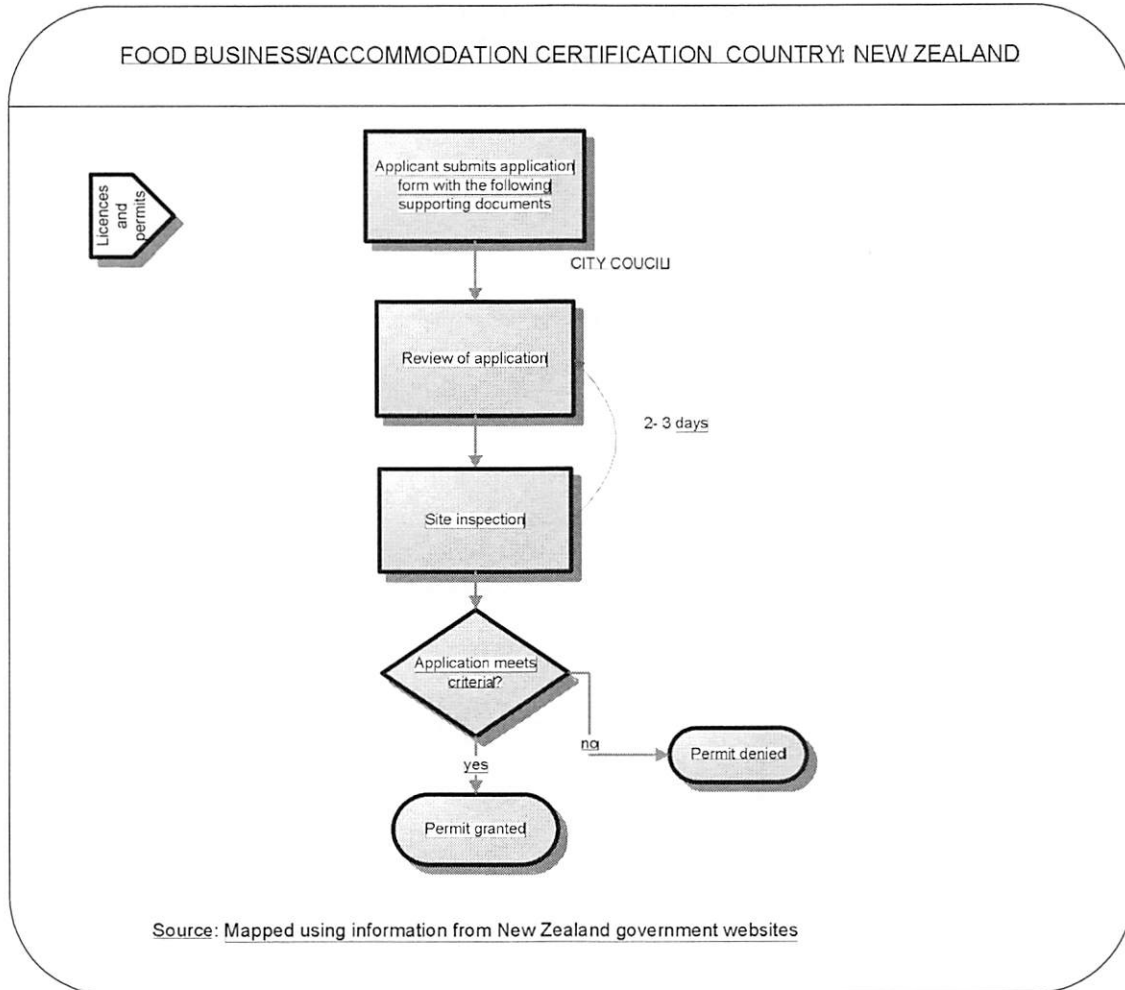 FOOD BUSINESS/ACCOMMODATION CERTIFICATION COUNTRY: NEW ZEALAND
Licences
and
permits
Applicant submits application
form with the following
supporting documents
CITY COUCIL
Review of application
2- 3 days
Site inspection
Application meets
criteria?
no
Permit denied
yes
Permit granted
Source: Mapped using information from New Zealand government websites